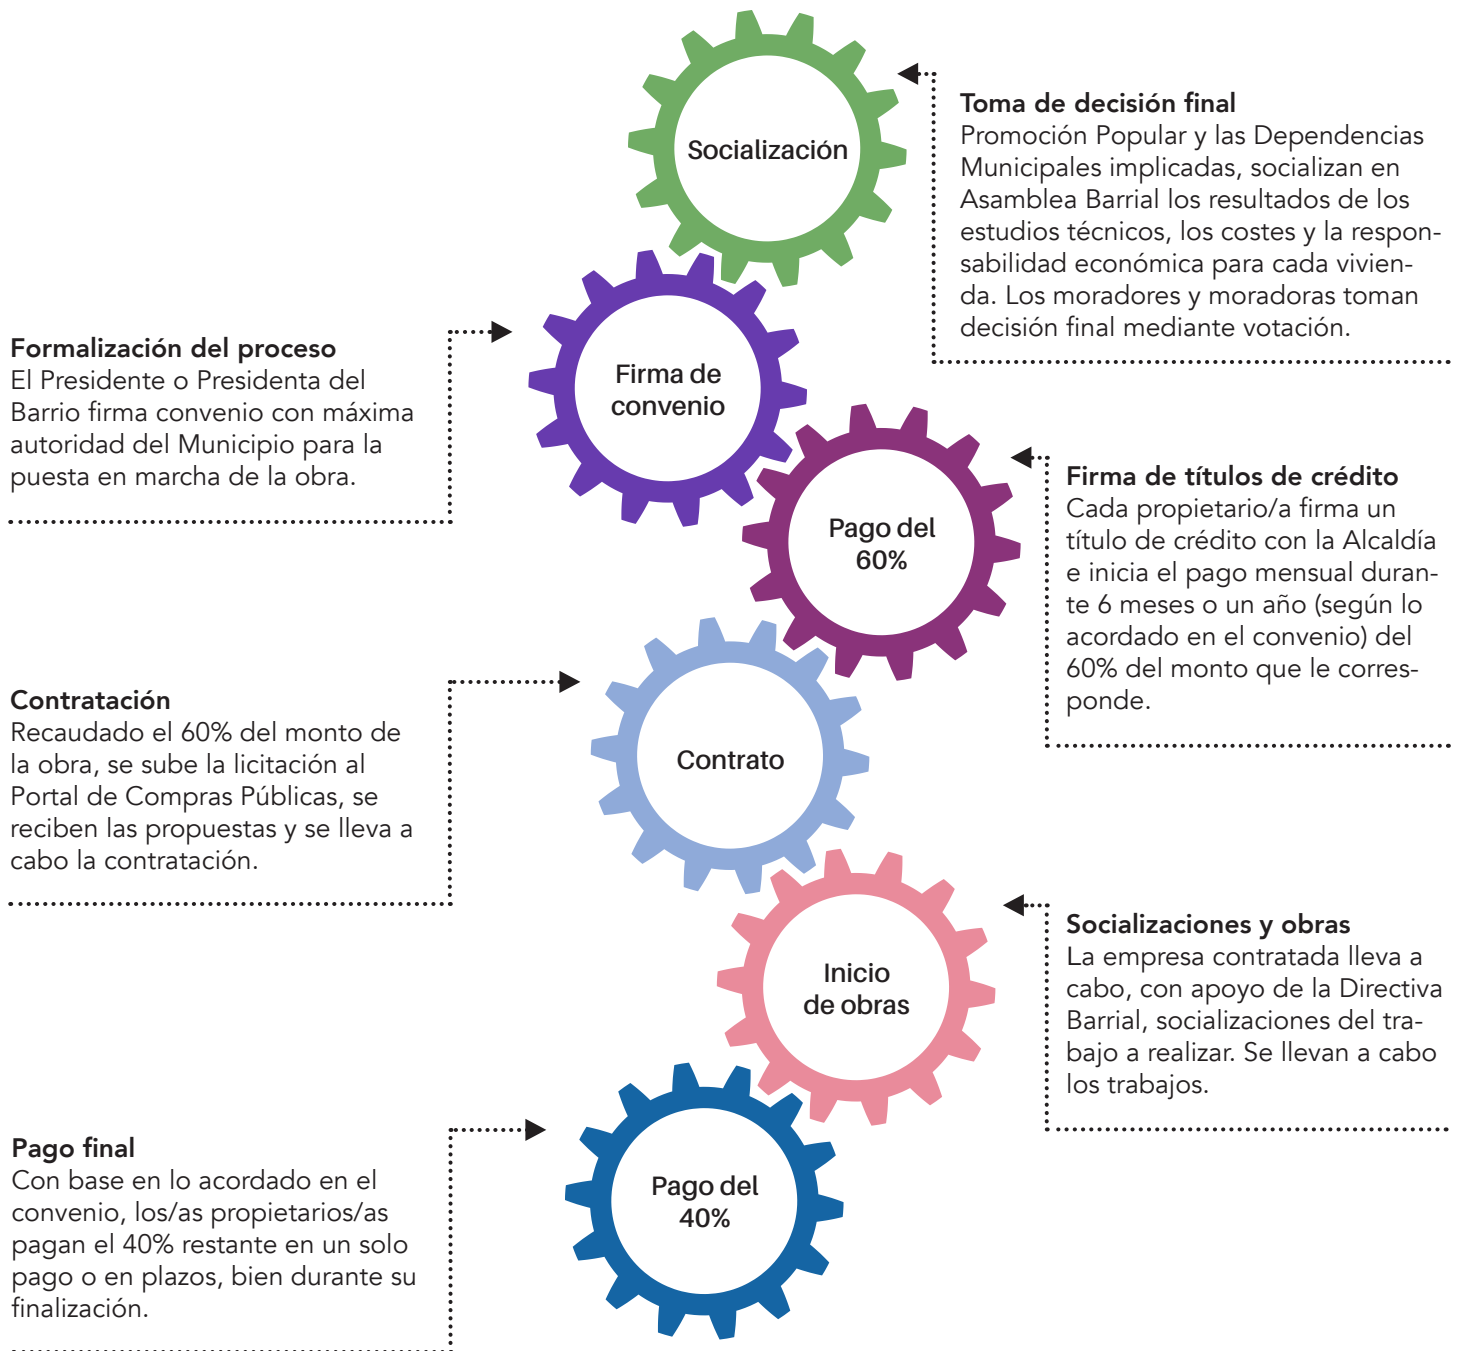 Socialización
Toma de decisión final
Promoción Popular y las Dependencias
Municipales implicadas, socializan en
Asamblea Barrial los resultados de los
estudios técnicos, los costes y la respon-
sabilidad económica para cada vivien-
da. Los moradores y moradoras toman
decisión final mediante votación.
Formalización del proceso
El Presidente o Presidenta del
Barrio firma convenio con máxima
autoridad del Municipio para la
puesta en marcha de la obra.
Firma de
convenio
Pago del
60%
Firma de títulos de crédito
Cada propietario/a firma un
título de crédito con la Alcaldía
e inicia el pago mensual duran-
te 6 meses o un año (según lo
acordado en el convenio) del
60% del monto que le corres-
ponde.
Contratación
Recaudado el 60% del monto de
la obra, se sube la licitación al
Portal de Compras Públicas, se
reciben las propuestas y se lleva a
cabo la contratación.
Contrato
Inicio
de obras
Socializaciones y obras
La empresa contratada lleva a
cabo, con apoyo de la Directiva
Barrial, socializaciones del tra-
bajo a realizar. Se llevan a cabo
los trabajos.
Pago final
Con base en lo acordado en el
convenio, los/as propietarios/as
pagan el 40% restante en un solo
pago o en plazos, bien durante su
finalización.
Pago del
40%